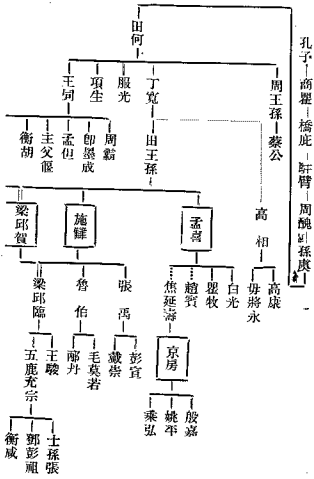 孔子
商瞿
橋庇
馯臂
周醜
孫虞
田何
周王孫
蔡公
丁寬
田王孫
服光
項生
王同
周霸
即墨成
孟但
主父偃
衡胡
高相
高康
毋將永
孟喜
白光
瞿牧
趙賓
焦延壽
京房
殷嘉
姚平
乘弘
施讎
張禹
彭宣
戴崇
魯伯
毛莫若
邴丹
梁邱賀
梁邱臨
王駿
五鹿充宗
士孫張
鄧彭祖
衡咸